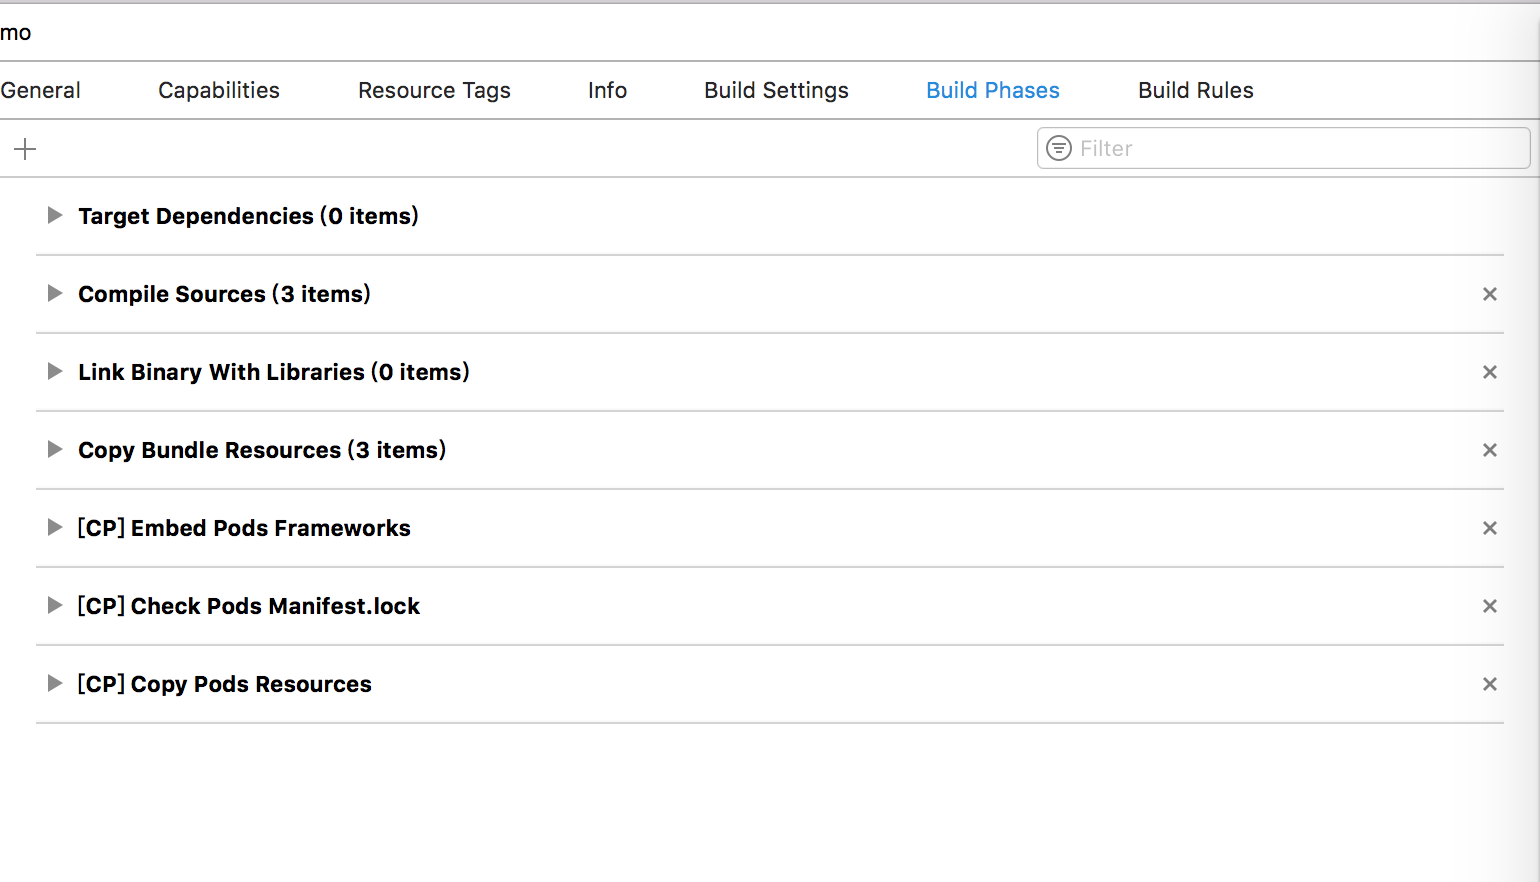 mo
General Capabilities Resource Tags Info Build Settings Build Phases Build Rules
Filter
Target Dependencies (0 items)
Compile Sources (3 items)
Link Binary With Libraries (0 items)
Copy Bundle Resources (3 items)
[CP] Embed Pods Frameworks
[CP] Check Pods Manifest.lock
[CP] Copy Pods Resources